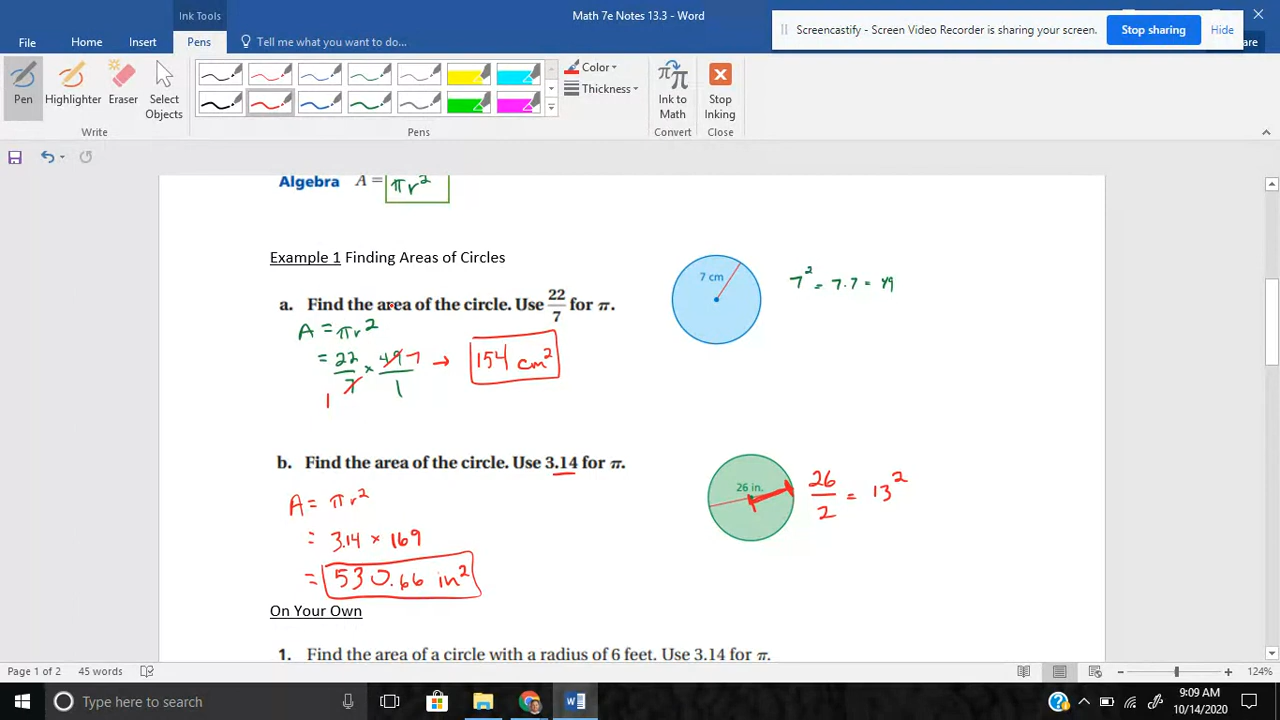 Ink Tools
Math 7e Notes 13.3 - Word
Screencastify - Screen Video Recorder is sharing your screen.
Stop sharing
Hide
File
Home
Insert
Pens
Tell me what you want to do...
Pen
Highlighter
Eraser
Select Objects
Color
Thickness
Ink to Math
Stop Inking
Write
Pens
Convert
Close
Algebra A = πr²
Example 1 Finding Areas of Circles
7 cm
7² = 7·7 = 49
a. Find the area of the circle. Use 22/7 for π.
A = πr²
= 22/7 × 49/1 7 → 154 cm²
1
b. Find the area of the circle. Use 3.14 for π.
26 in.
26/2 = 13²
A = πr²
= 3.14 × 169
= 530.66 in²
On Your Own
1. Find the area of a circle with a radius of 6 feet. Use 3.14 for π.
Page 1 of 2
45 words
124%
Type here to search
9:09 AM
10/14/2020